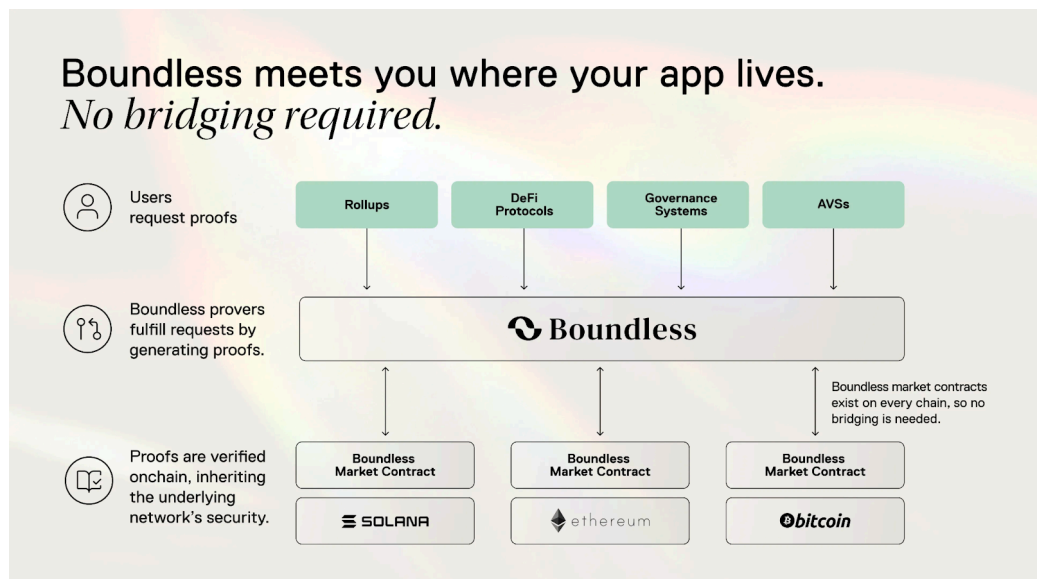 Boundless meets you where your app lives.
No bridging required.
Users
request proofs
Rollups
DeFi
Protocols
Governance
Systems
AVSs
Boundless provers
fulfill requests by
generating proofs.
Boundless
Boundless market contracts
exist on every chain, so no
bridging is needed.
Proofs are verified
onchain, inheriting
the underlying
network's security.
Boundless
Market Contract
Boundless
Market Contract
Boundless
Market Contract
SOLANA
ethereum
bitcoin